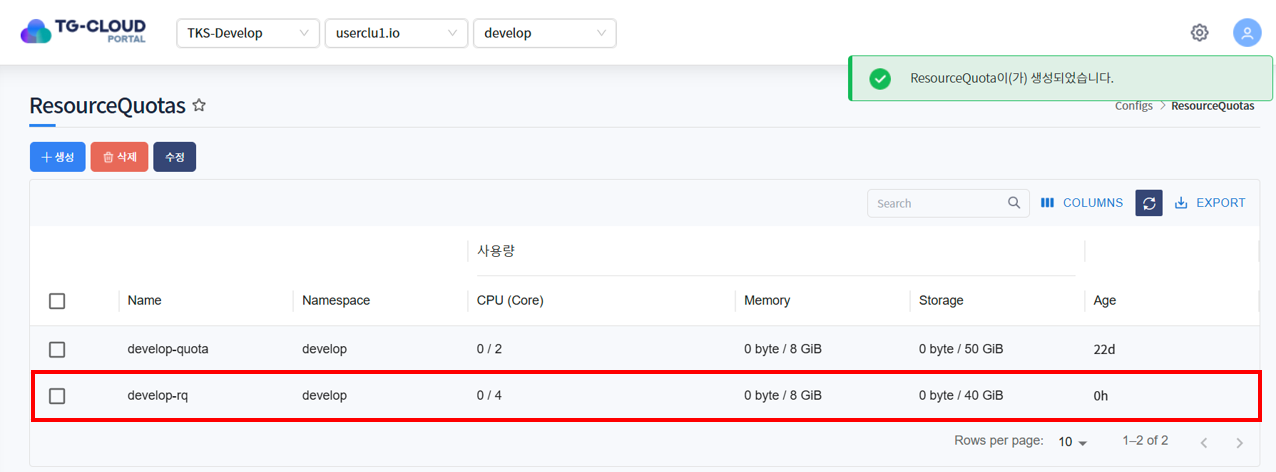 TG-CLOUD
PORTAL
TKS-Develop userclu1.io develop
ResourceQuota이(가) 생성되었습니다.
ResourceQuotas
Configs > ResourceQuotas
+ 생성 삭제 수정
Search COLUMNS EXPORT
사용량
Name Namespace CPU (Core) Memory Storage Age
develop-quota develop 0 / 2 0 byte / 8 GiB 0 byte / 50 GiB 22d
develop-rq develop 0 / 4 0 byte / 8 GiB 0 byte / 40 GiB 0h
Rows per page: 10 1–2 of 2